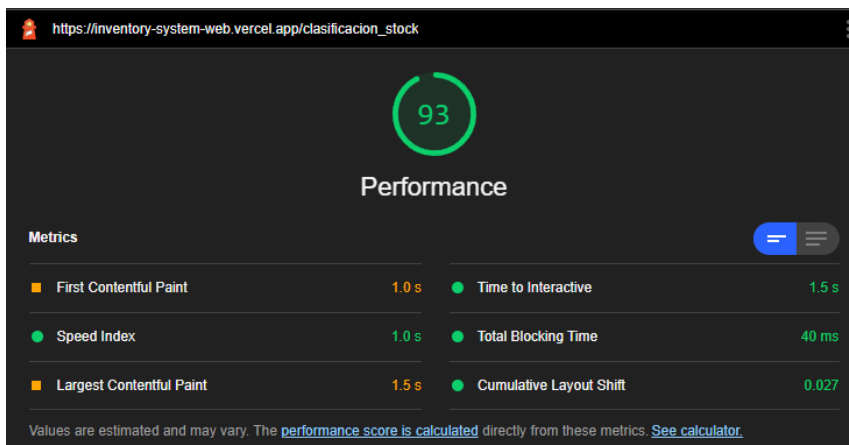 https://inventory-system-web.vercel.app/clasificacion_stock
93
Performance
Metrics
First Contentful Paint 1.0 s
Time to Interactive 1.5 s
Speed Index 1.0 s
Total Blocking Time 40 ms
Largest Contentful Paint 1.5 s
Cumulative Layout Shift 0.027
Values are estimated and may vary. The performance score is calculated directly from these metrics. See calculator.